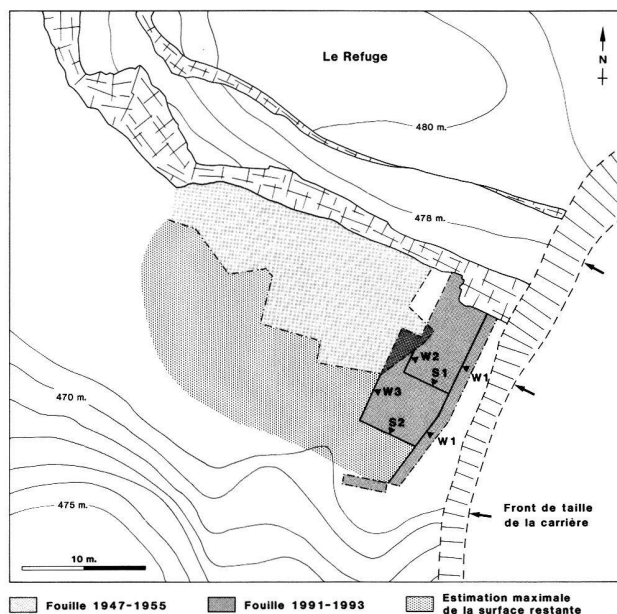 Le Refuge
N
480 m.
478 m.
W2
S1
W1
W3
S2
W1
470 m.
475 m.
Front de taille
de la carrière
10 m.
Fouille 1947-1955
Fouille 1991-1993
Estimation maximale
de la surface restante